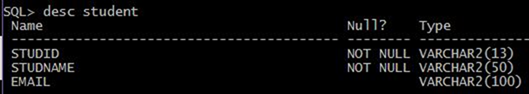 SQL> desc student
Name Null? Type
----------------------------------------- -------- ----------------------------
STUDID NOT NULL VARCHAR2(13)
STUDNAME NOT NULL VARCHAR2(50)
EMAIL VARCHAR2(100)